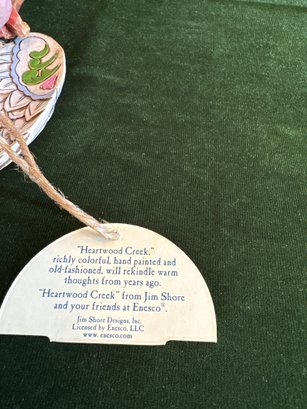 "Heartwood Creek,"
richly colorful, hand painted and
old-fashioned, will rekindle warm
thoughts from years ago.
"Heartwood Creek" from Jim Shore
and your friends at Enesco®.
Jim Shore Designs, Inc.
Licensed by Enesco, LLC
www.enesco.com